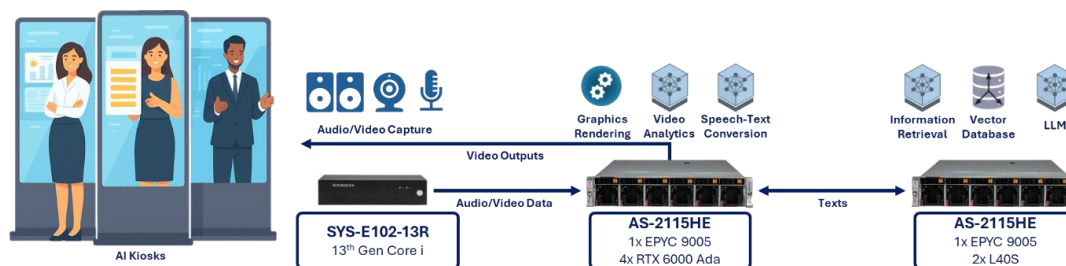 AI Kiosks
Audio/Video Capture
Video Outputs
Audio/Video Data
SYS-E102-13R
13th Gen Core i
Graphics
Rendering
Video
Analytics
Speech-Text
Conversion
AS-2115HE
1x EPYC 9005
4x RTX 6000 Ada
Texts
Information
Retrieval
Vector
Database
LLM
AS-2115HE
1x EPYC 9005
2x L40S